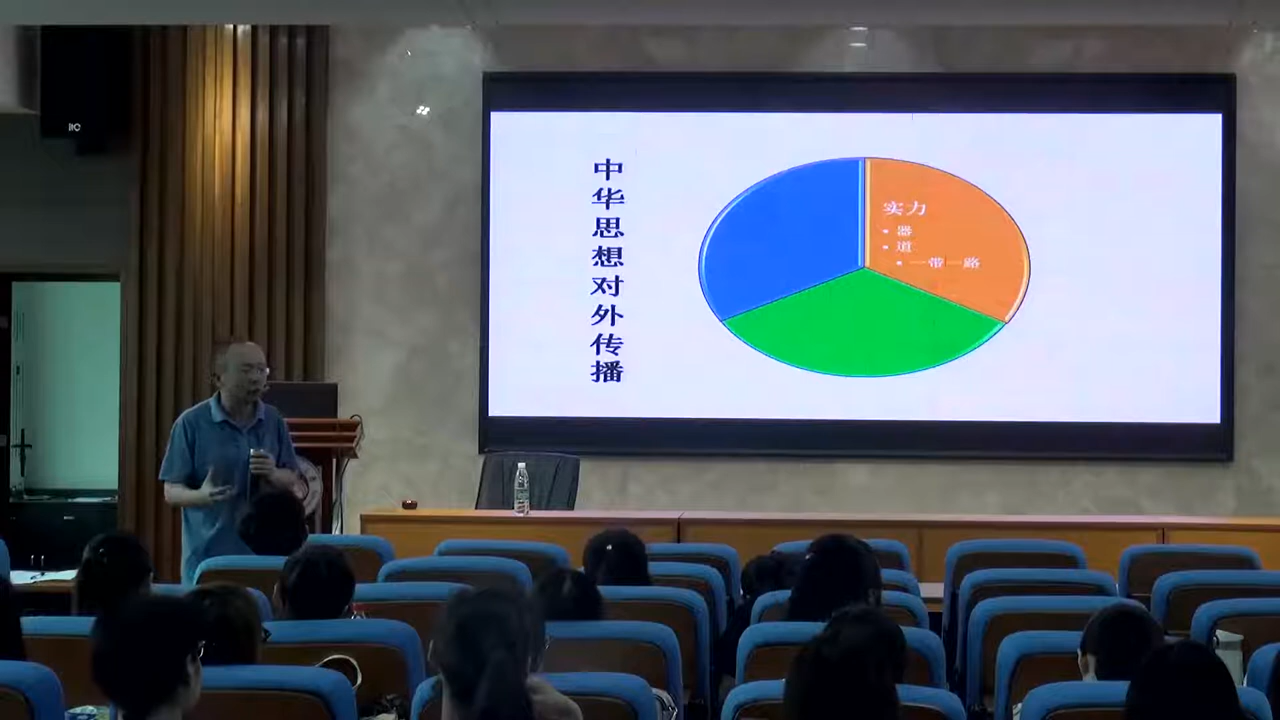 中华思想对外传播
实力
• 器
• 道
• 一带一路